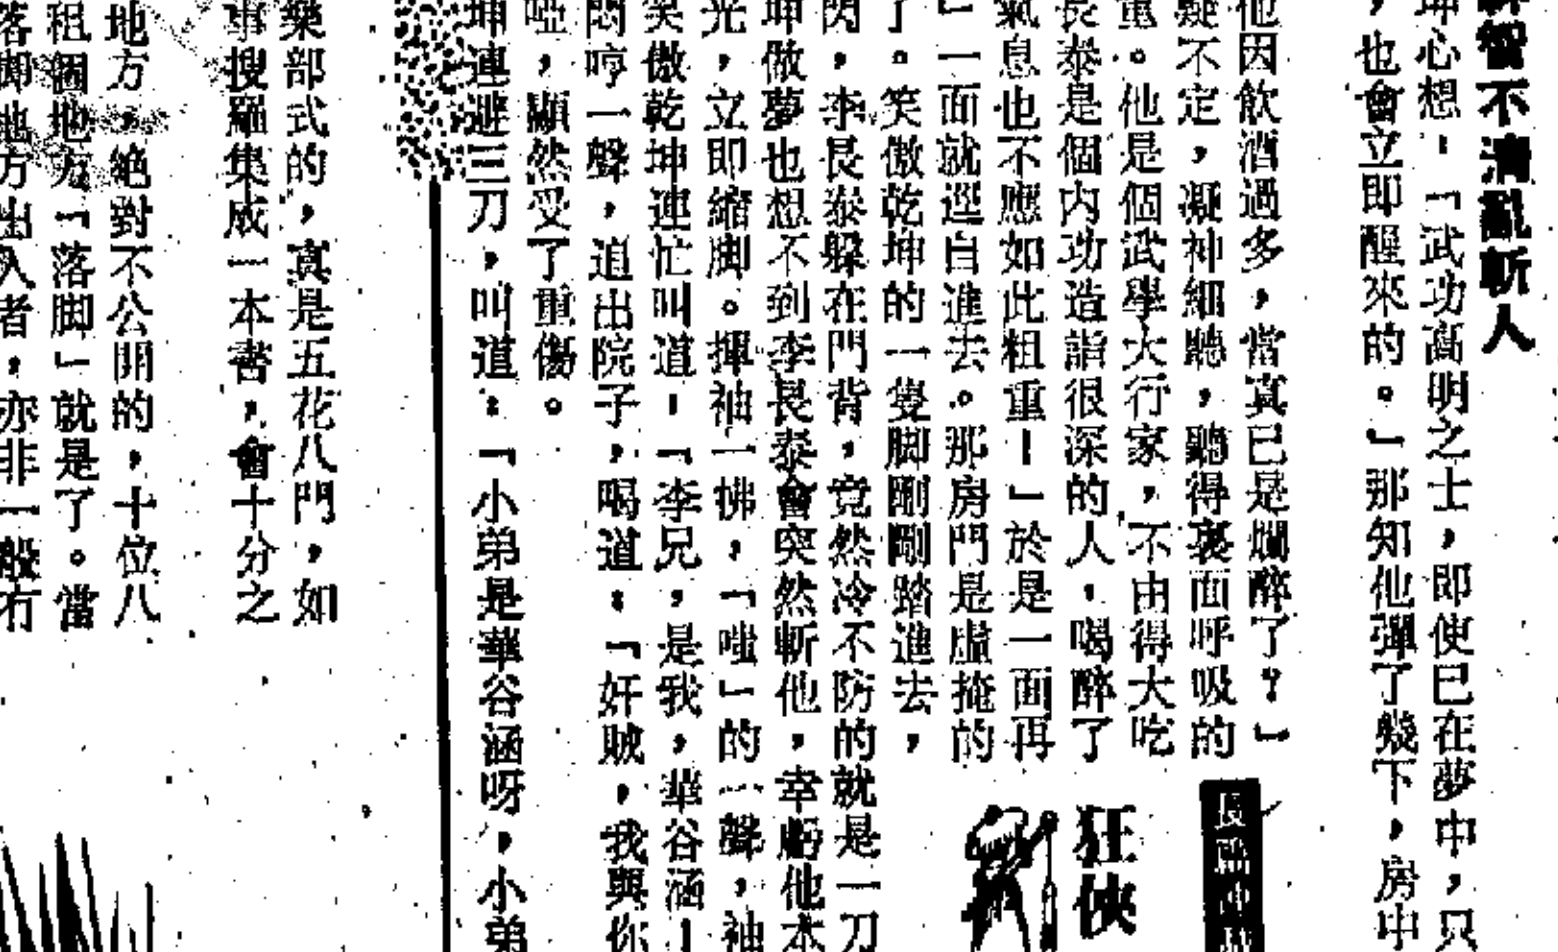 智不清亂斬人
坤心想：「武功高明之士，即使已在夢中，只
，也會立即醒來的。」那知他彈了幾下，房中
他因飲酒過多，當真已是爛醉了？」
疑不定，凝神細聽，聽得裏面呼吸的
重。他是個武學大行家，不由得大吃
長泰是個内功造詣很深的人，喝醉了
氣息也不應如此粗重！」於是一面再
」一面就逕自進去。那房門是虛掩的
了。笑傲乾坤的一隻脚剛剛踏進去，
閃，李長泰躲在門背，竟然冷不防的就是一刀
坤做夢也想不到李長泰會突然斬他，幸虧他本
光，立即縮脚。揮袖一拂，「嗤」的一聲，袖
笑傲乾坤連忙叫道：「李兄，是我，華谷涵！
悶哼一聲，追出院子，喝道：「奸賊，我與你
啞，顯然受了重傷。
坤連避三刀，叫道：「小弟是華谷涵呀，小弟
狂俠
樂部式的，真是五花八門，如
事搜羅集成一本書，會十分之
地方，絶對不公開的，十位八
租個地方「落脚」就是了。當
落脚地方出入者，亦非一般有